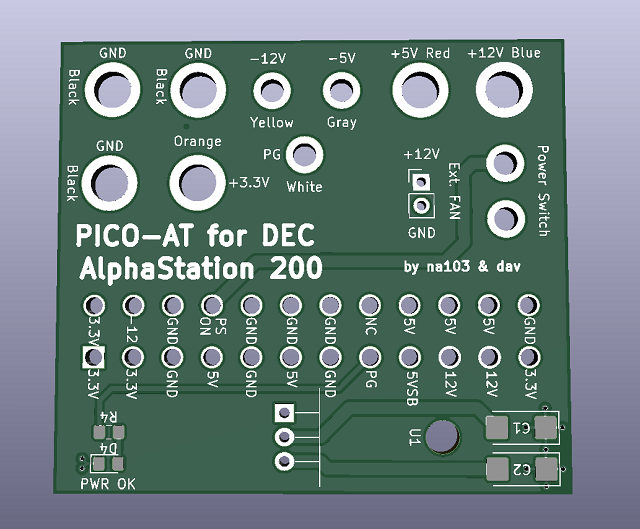 GND
GND
-12V
-5V
+5V Red
+12V Blue
Black
Black
Yellow
Gray
GND
Orange
PG
+12V
Power Switch
Black
+3.3V
White
Ext. FAN
GND
PICO-AT for DEC
AlphaStation 200
by na103 & dav
3.3V
-12
GND
PS ON
GND
GND
GND
NC
5V
5V
5V
GND
3.3V
3.3V
GND
5V
GND
5V
GND
PG
5VSB
12V
12V
3.3V
R4
U1
C1
D4
C2
PWR OK